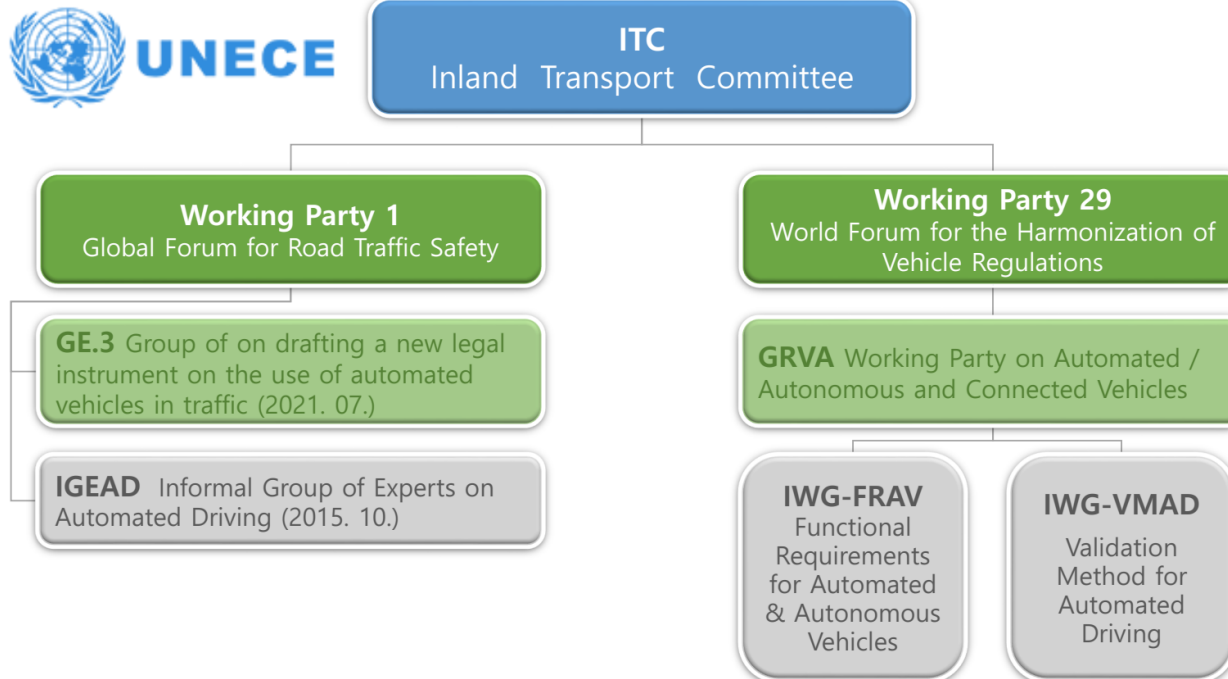 UNECE
ITC
Inland Transport Committee
Working Party 1
Global Forum for Road Traffic Safety
Working Party 29
World Forum for the Harmonization of
Vehicle Regulations
GE.3 Group of on drafting a new legal
instrument on the use of automated
vehicles in traffic (2021. 07.)
GRVA Working Party on Automated /
Autonomous and Connected Vehicles
IGEAD Informal Group of Experts on
Automated Driving (2015. 10.)
IWG-FRAV
Functional
Requirements
for Automated
& Autonomous
Vehicles
IWG-VMAD
Validation
Method for
Automated
Driving